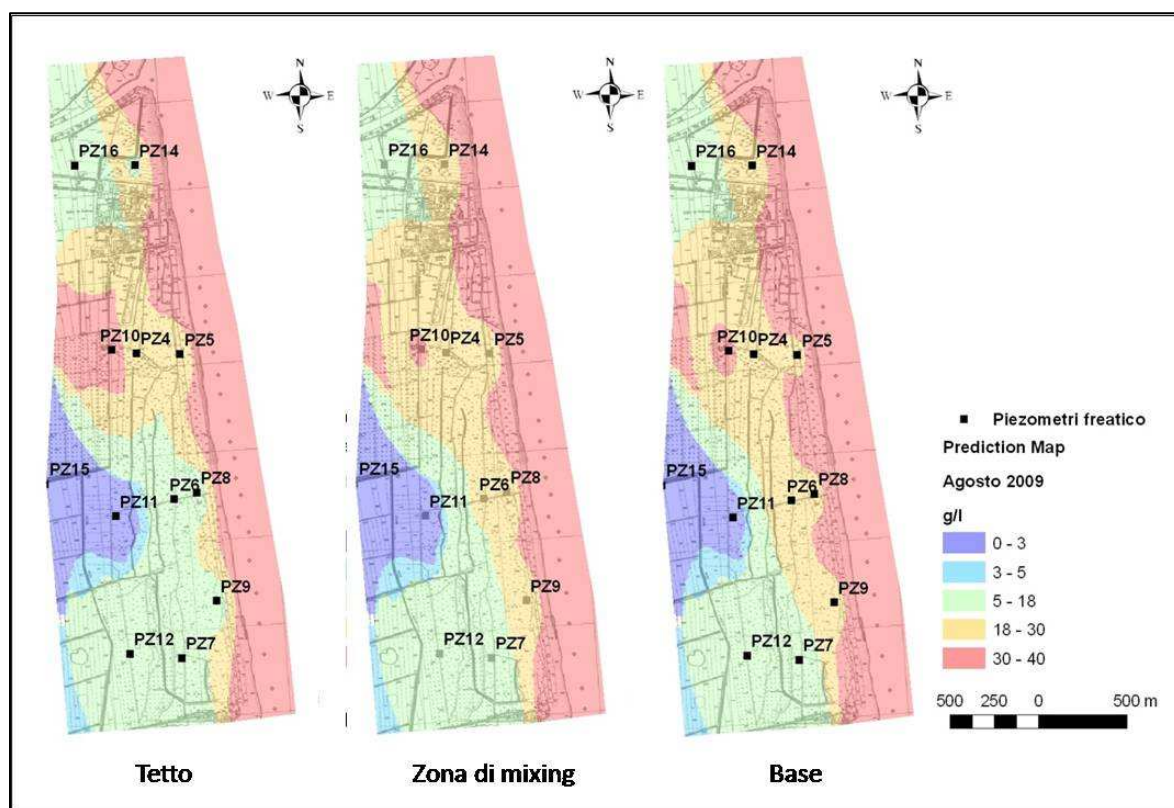 N
W E
S
PZ16 PZ14
PZ10 PZ4 PZ5
PZ15
PZ11
PZ6 PZ8
PZ9
PZ12 PZ7
Tetto
N
W E
S
PZ16 PZ14
PZ10 PZ4 PZ5
PZ15
PZ11
PZ6 PZ8
PZ9
PZ12 PZ7
Zona di mixing
N
W E
S
PZ16 PZ14
PZ10 PZ4 PZ5
PZ15
PZ11
PZ6 PZ8
PZ9
PZ12 PZ7
Base
Piezometri freatico
Prediction Map
Agosto 2009
g/l
0 - 3
3 - 5
5 - 18
18 - 30
30 - 40
500 250 0 500 m